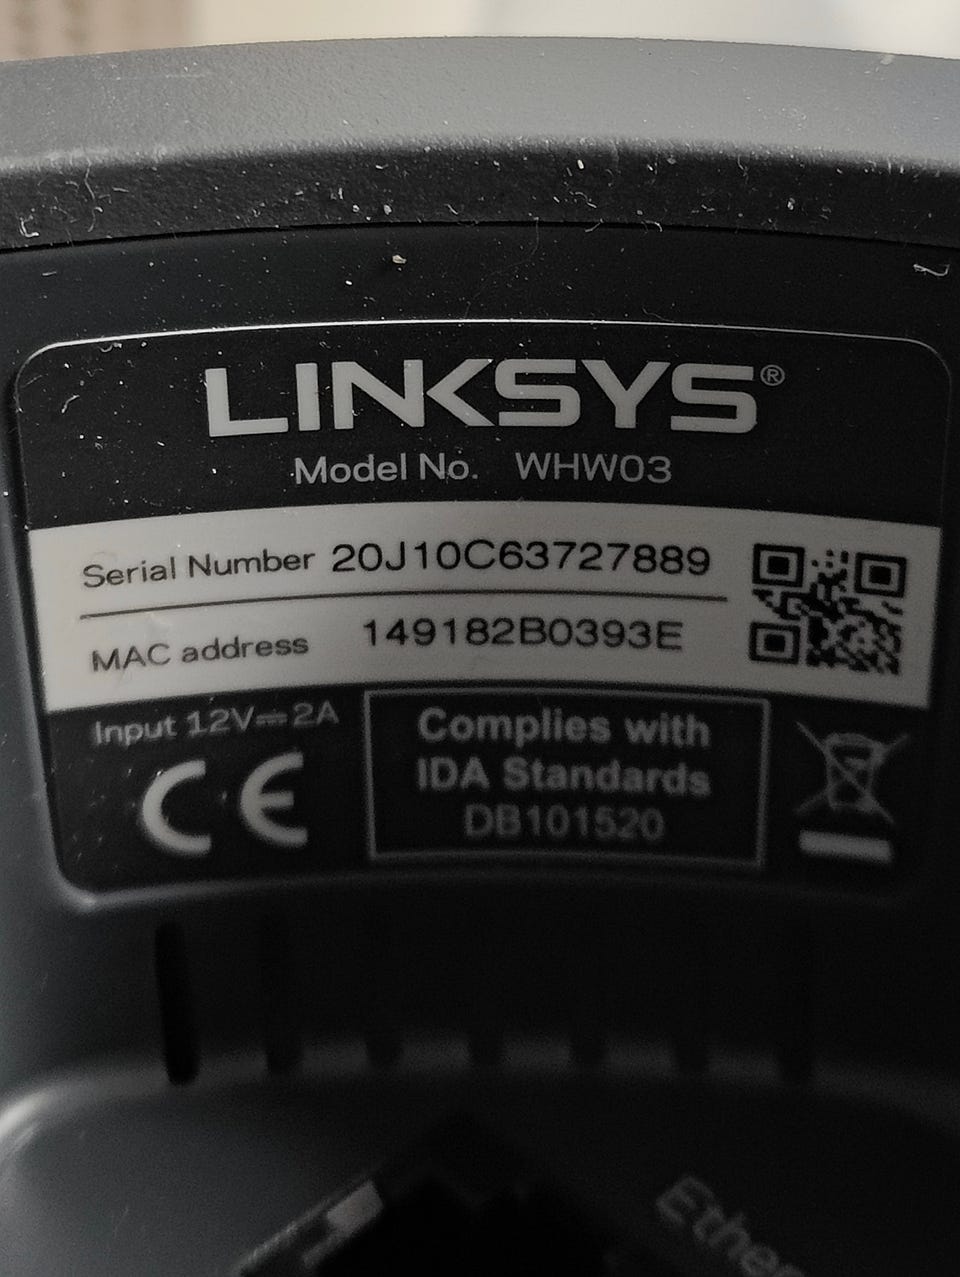 LINKSYS®
Model No. WHW03
Serial Number 20J10C63727889
MAC address 149182B0393E
Input 12V⎓2A
CE
Complies with
IDA Standards
DB101520